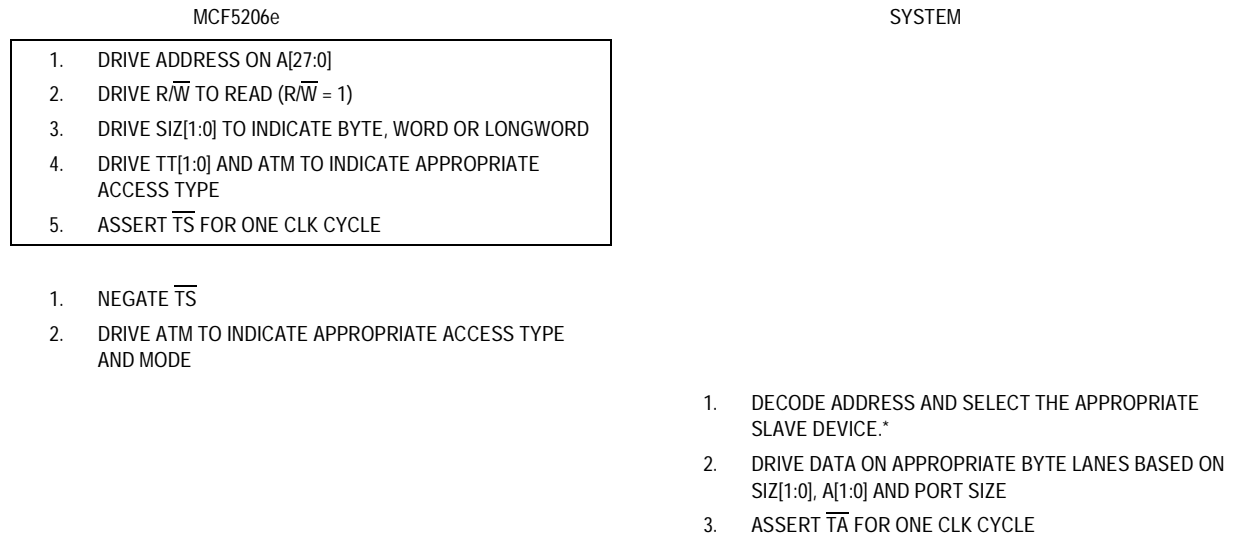 MCF5206e
SYSTEM
1. DRIVE ADDRESS ON A[27:0]
2. DRIVE R/W̅ TO READ (R/W̅ = 1)
3. DRIVE SIZ[1:0] TO INDICATE BYTE, WORD OR LONGWORD
4. DRIVE TT[1:0] AND ATM TO INDICATE APPROPRIATE
ACCESS TYPE
5. ASSERT T̅S̅ FOR ONE CLK CYCLE
1. NEGATE T̅S̅
2. DRIVE ATM TO INDICATE APPROPRIATE ACCESS TYPE
AND MODE
1. DECODE ADDRESS AND SELECT THE APPROPRIATE
SLAVE DEVICE.*
2. DRIVE DATA ON APPROPRIATE BYTE LANES BASED ON
SIZ[1:0], A[1:0] AND PORT SIZE
3. ASSERT T̅A̅ FOR ONE CLK CYCLE